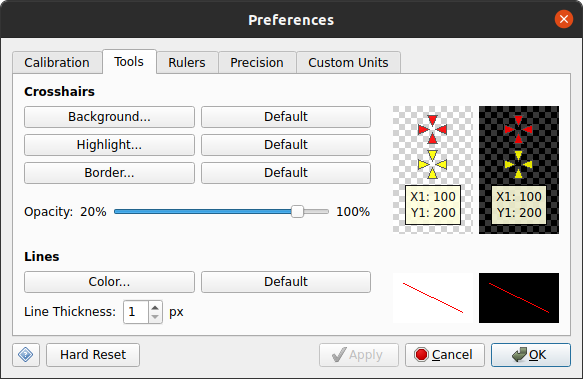 Preferences
Calibration Tools Rulers Precision Custom Units
Crosshairs
Background... Default
Highlight... Default
Border... Default
X1: 100 X1: 100
Y1: 200 Y1: 200
Opacity: 20% 100%
Lines
Color... Default
Line Thickness: 1 px
Hard Reset Apply Cancel OK